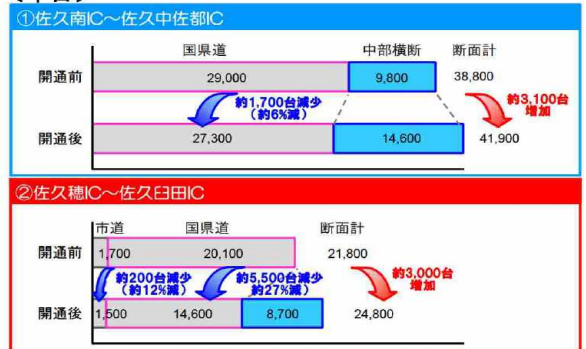 ①佐久南IC～佐久中佐都IC
国県道 中部横断 断面計
開通前 29,000 9,800 38,800
約1,700台減少
（約6%減）
約3,100台
増加
開通後 27,300 14,600 41,900
②佐久穂IC～佐久臼田IC
市道 国県道 断面計
開通前 1,700 20,100 21,800
約200台減少
（約12%減）
約5,500台減少
（約27%減）
約3,000台
増加
開通後 1,500 14,600 8,700 24,800